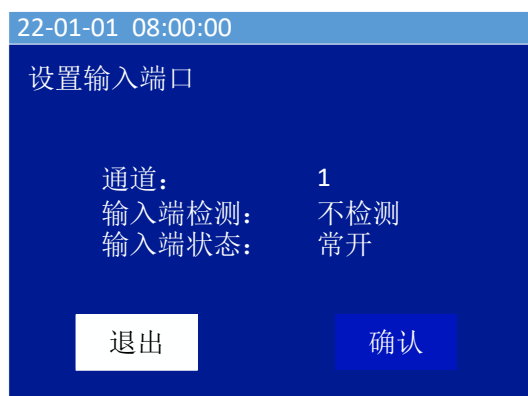 22-01-01 08:00:00
设置输入端口
通道： 1
输入端检测： 不检测
输入端状态： 常开
退出 确认